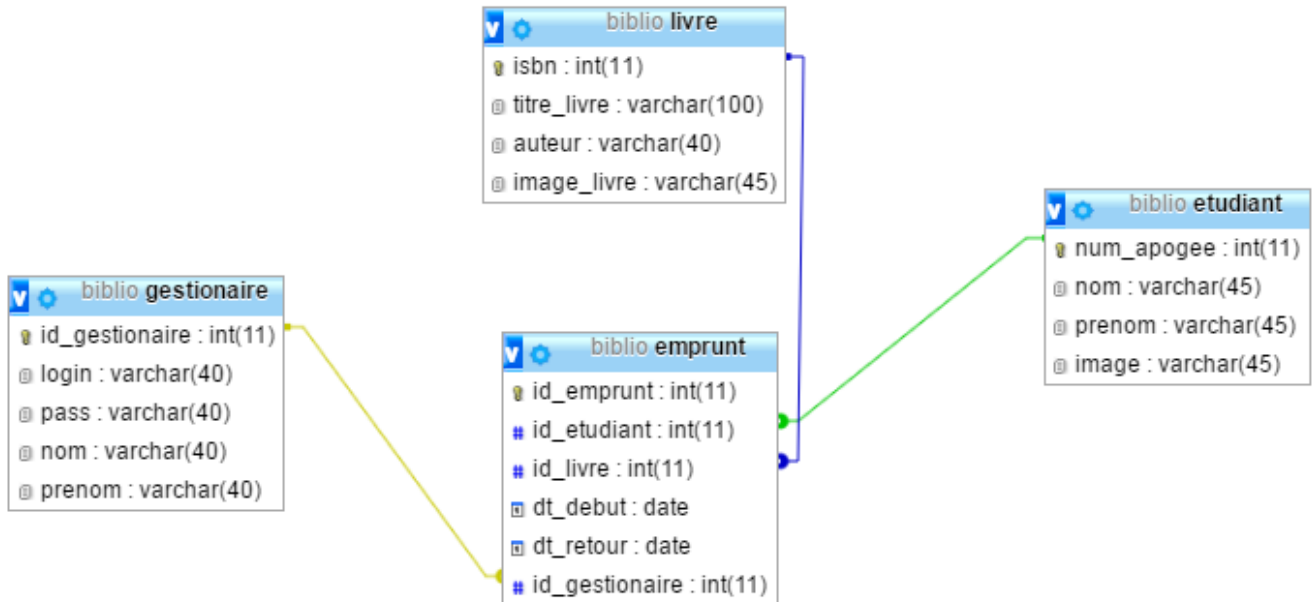 biblio livre
isbn : int(11)
titre_livre : varchar(100)
auteur : varchar(40)
image_livre : varchar(45)
biblio etudiant
num_apogee : int(11)
nom : varchar(45)
prenom : varchar(45)
image : varchar(45)
biblio gestionaire
id_gestionaire : int(11)
login : varchar(40)
pass : varchar(40)
nom : varchar(40)
prenom : varchar(40)
biblio emprunt
id_emprunt : int(11)
id_etudiant : int(11)
id_livre : int(11)
dt_debut : date
dt_retour : date
id_gestionaire : int(11)